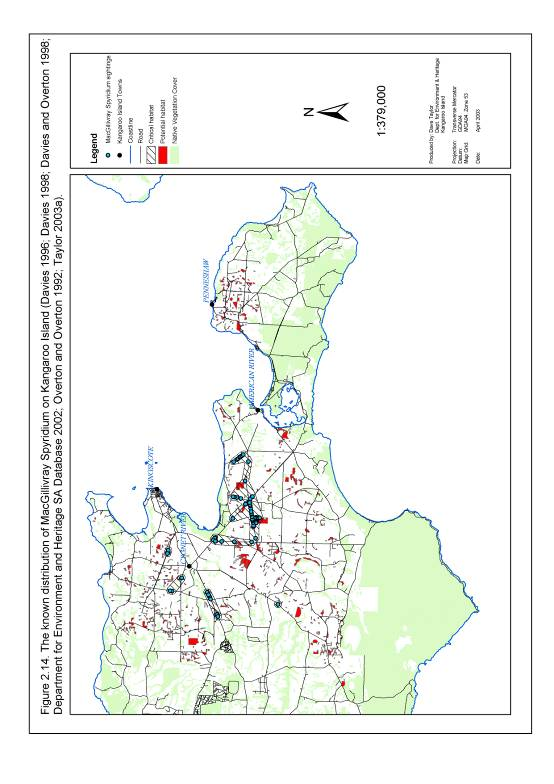 Figure 2.14. The known distribution of MacGillivray Spyridium on Kangaroo Island (Davies 1996; Davies 1998; Davies and Overton 1998;
Department for Environment and Heritage SA Database 2002; Overton and Overton 1992; Taylor 2003a).
Legend
MacGillivray Spyridium sightings
Kangaroo Island Towns
Coastline
Road
Critical habitat
Potential habitat
Native Vegetation Cover
N
1:379,000
Produced by: Dave Taylor
Dept. for Environment & Heritage
Kangaroo Island
Projection: Transverse Mercator
Datum: GDA94
Map Grid: MGA94 Zone 53
Date: April 2003
PENNESHAW
AMERICAN RIVER
KINGSCOTE